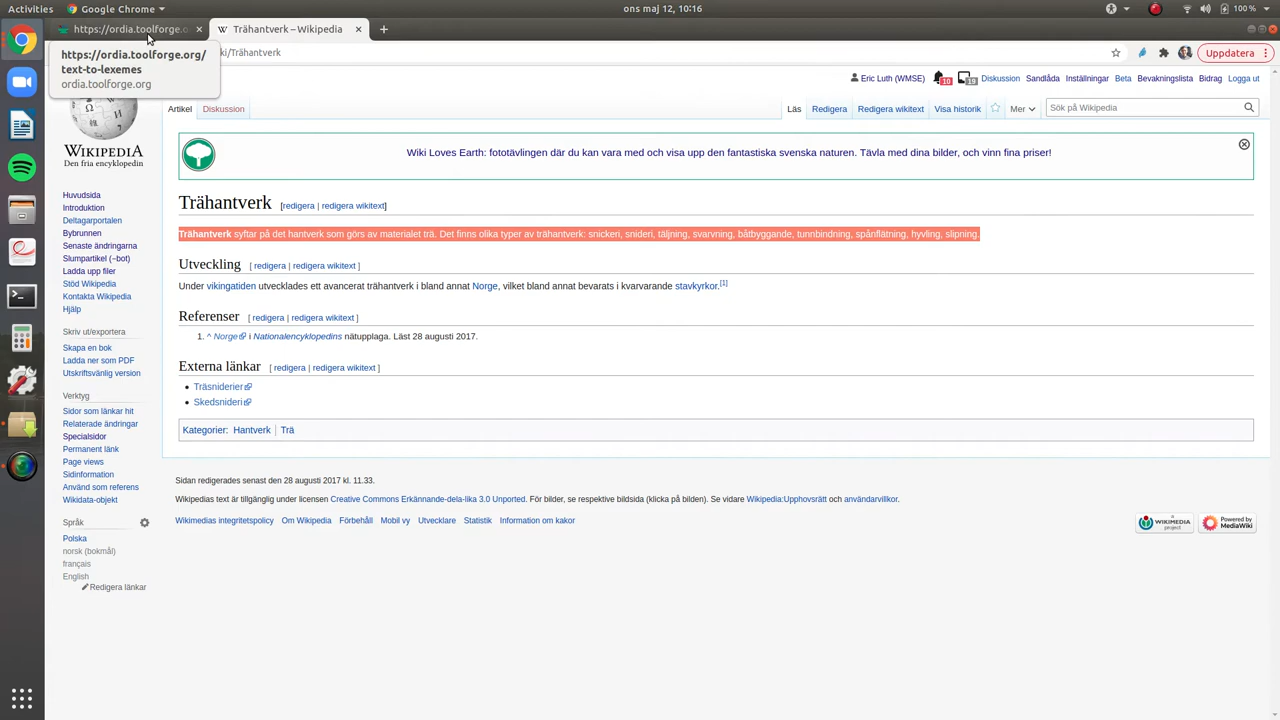 Activities
Google Chrome
ons maj 12, 10:16
100 %
https://ordia.toolforge.o
Trähantverk – Wikipedia
ki/Trähantverk
Uppdatera
https://ordia.toolforge.org/
text-to-lexemes
ordia.toolforge.org
Eric Luth (WMSE)
10
19
Diskussion
Sandlåda
Inställningar
Beta
Bevakningslista
Bidrag
Logga ut
WIKIPEDIA
Den fria encyklopedin
Artikel
Diskussion
Läs
Redigera
Redigera wikitext
Visa historik
Mer
Sök på Wikipedia
Wiki Loves Earth: fototävlingen där du kan vara med och visa upp den fantastiska svenska naturen. Tävla med dina bilder, och vinn fina priser!
Trähantverk [redigera | redigera wikitext]
Trähantverk syftar på det hantverk som görs av materialet trä. Det finns olika typer av trähantverk: snickeri, snideri, täljning, svarvning, båtbyggande, tunnbindning, spånflätning, hyvling, slipning.
Utveckling [ redigera | redigera wikitext ]
Under vikingatiden utvecklades ett avancerat trähantverk i bland annat Norge, vilket bland annat bevarats i kvarvarande stavkyrkor.[1]
Referenser [ redigera | redigera wikitext ]
1. ^ Norge i Nationalencyklopedins nätupplaga. Läst 28 augusti 2017.
Externa länkar [ redigera | redigera wikitext ]
Träsniderier
Skedsnideri
Kategorier: Hantverk | Trä
Sidan redigerades senast den 28 augusti 2017 kl. 11.33.
Wikipedias text är tillgänglig under licensen Creative Commons Erkännande-dela-lika 3.0 Unported. För bilder, se respektive bildsida (klicka på bilden). Se vidare Wikipedia:Upphovsrätt och användarvillkor.
Wikimedias integritetspolicy
Om Wikipedia
Förbehåll
Mobil vy
Utvecklare
Statistik
Information om kakor
A WIKIMEDIA project
Powered by MediaWiki
Huvudsida
Introduktion
Deltagarportalen
Bybrunnen
Senaste ändringarna
Slumpartikel (−bot)
Ladda upp filer
Stöd Wikipedia
Kontakta Wikipedia
Hjälp
Skriv ut/exportera
Skapa en bok
Ladda ner som PDF
Utskriftsvänlig version
Verktyg
Sidor som länkar hit
Relaterade ändringar
Specialsidor
Permanent länk
Page views
Sidinformation
Använd som referens
Wikidata-objekt
Språk
Polska
norsk (bokmål)
français
English
Redigera länkar